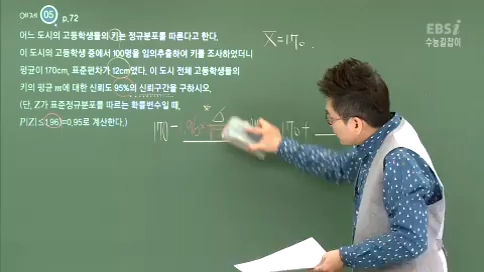 예제 05 p.72
어느 도시의 고등학생들의 키는 정규분포를 따른다고 한다.
이 도시의 고등학생 중에서 100명을 임의추출하여 키를 조사하였더니
평균이 170cm, 표준편차가 12cm였다. 이 도시 전체 고등학생들의
키의 평균 m에 대한 신뢰도 95%의 신뢰구간을 구하시오.
(단, Z가 표준정규분포를 따르는 확률변수일 때,
P(|Z|≤1.96)=0.95로 계산한다.)
X̄=170.
170-
170+
EBSi
수능길잡이